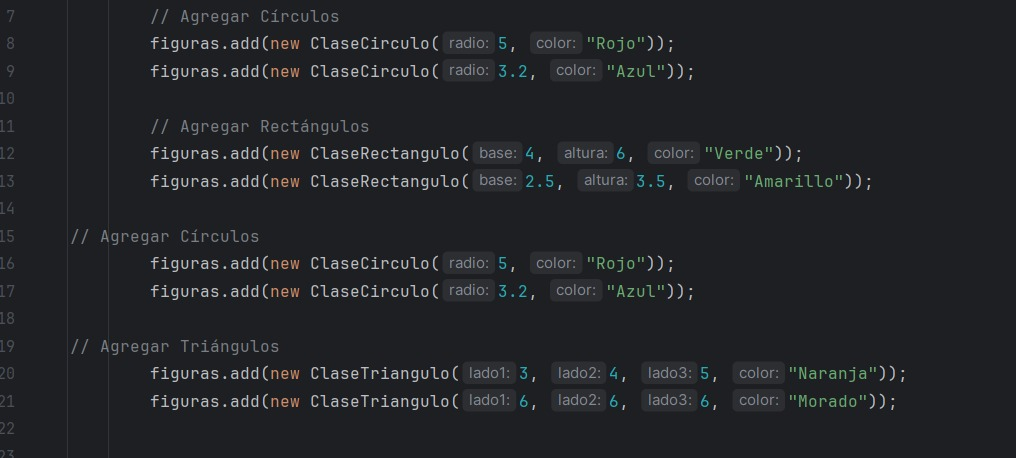 7 // Agregar Círculos
8 figuras.add(new ClaseCirculo( radio: 5, color: "Rojo"));
9 figuras.add(new ClaseCirculo( radio: 3.2, color: "Azul"));
10
11 // Agregar Rectángulos
12 figuras.add(new ClaseRectangulo( base: 4, altura: 6, color: "Verde"));
13 figuras.add(new ClaseRectangulo( base: 2.5, altura: 3.5, color: "Amarillo"));
14
15 // Agregar Círculos
16 figuras.add(new ClaseCirculo( radio: 5, color: "Rojo"));
17 figuras.add(new ClaseCirculo( radio: 3.2, color: "Azul"));
18
19 // Agregar Triángulos
20 figuras.add(new ClaseTriangulo( lado1: 3, lado2: 4, lado3: 5, color: "Naranja"));
21 figuras.add(new ClaseTriangulo( lado1: 6, lado2: 6, lado3: 6, color: "Morado"));
22
23